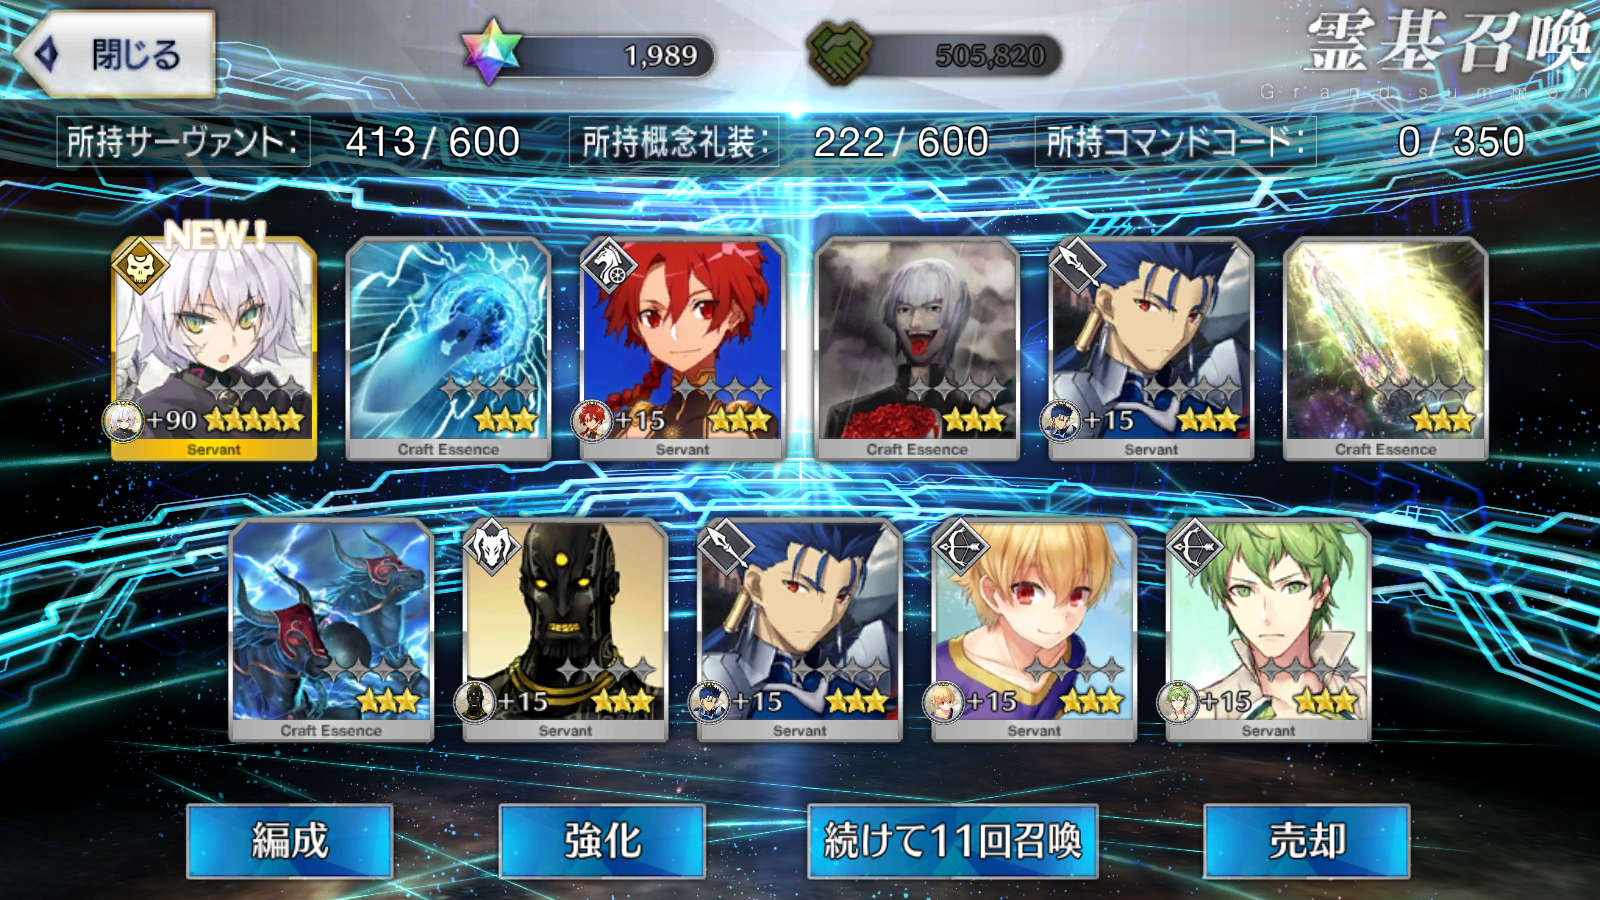 閉じる
1,989
505,820
霊基召喚
Grand summon
所持サーヴァント: 413/600
所持概念礼装: 222/600
所持コマンドコード: 0/350
NEW!
+90
Servant
Craft Essence
+15
Servant
Craft Essence
+15
Servant
Craft Essence
Craft Essence
+15
Servant
+15
Servant
+15
Servant
+15
Servant
編成
強化
続けて11回召喚
売却